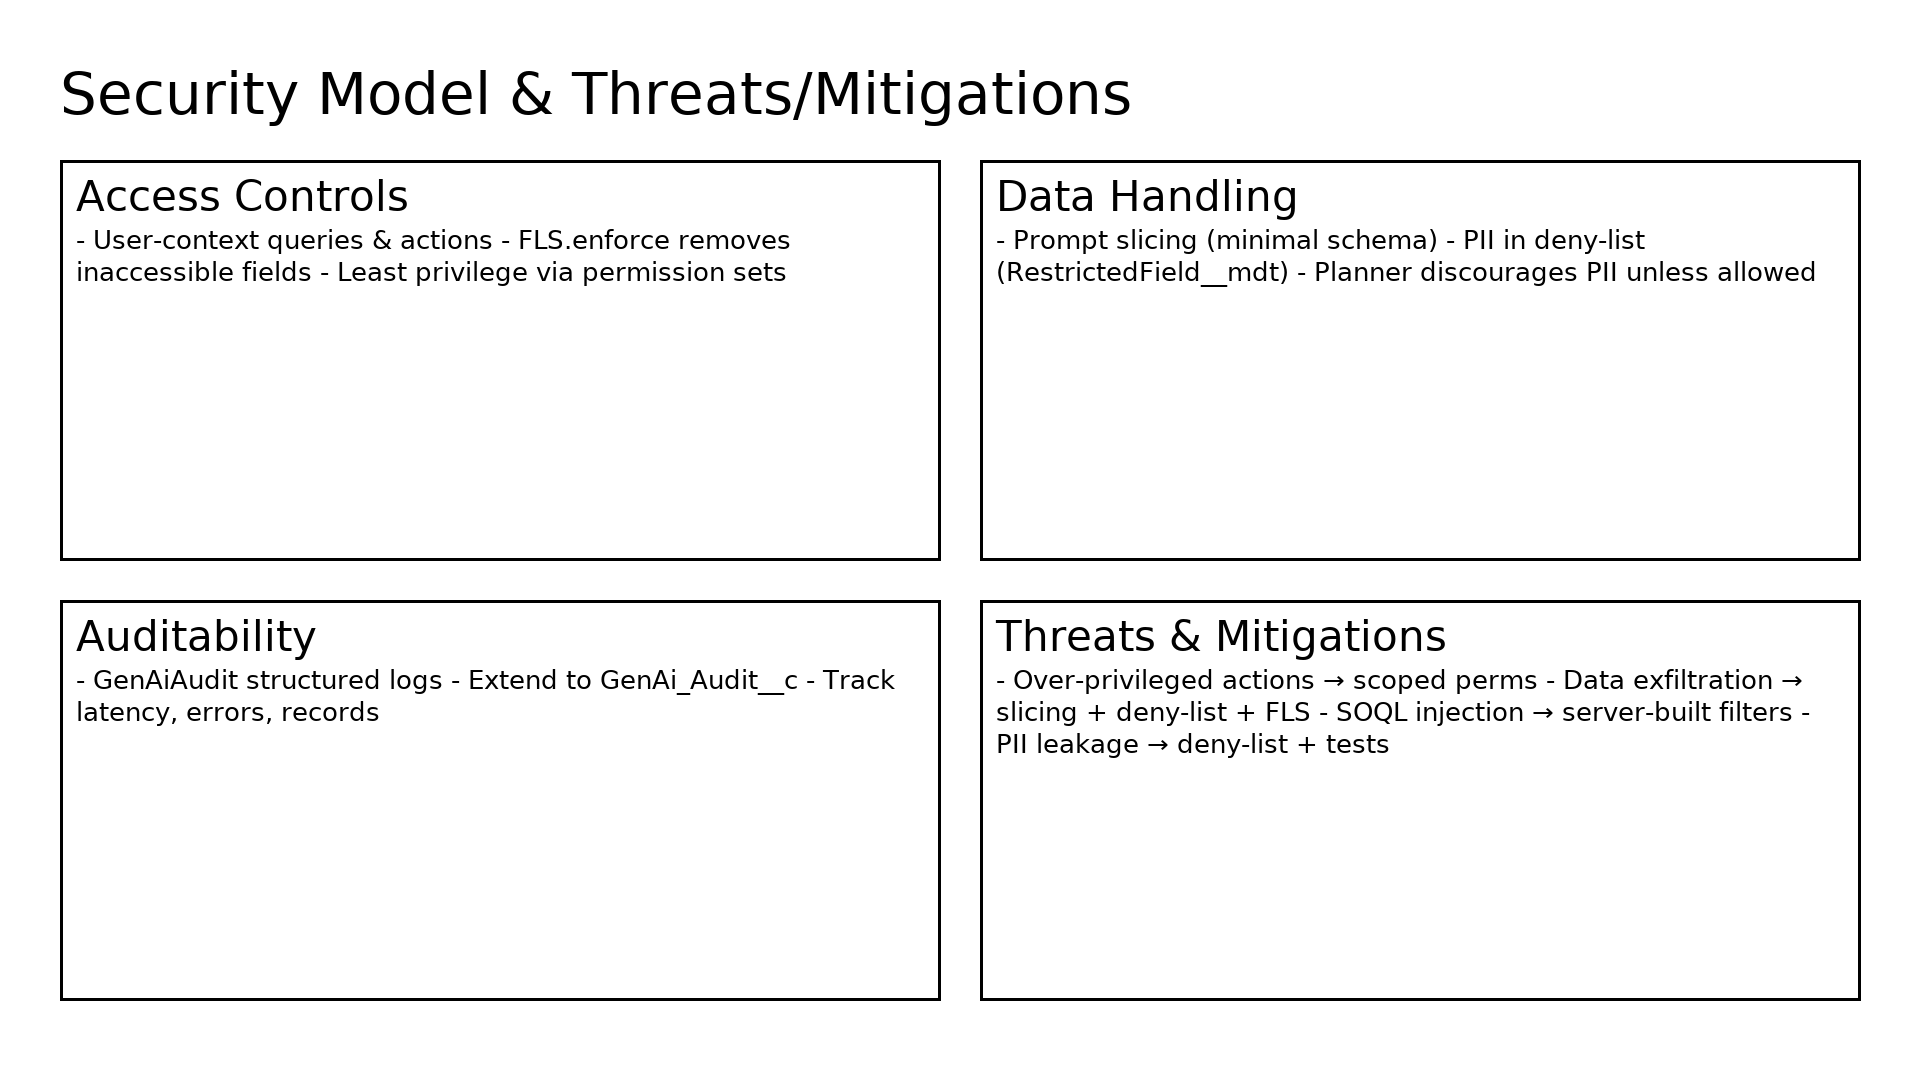 Security Model & Threats/Mitigations
Access Controls
- User-context queries & actions - FLS.enforce removes
inaccessible fields - Least privilege via permission sets
Data Handling
- Prompt slicing (minimal schema) - PII in deny-list
(RestrictedField__mdt) - Planner discourages PII unless allowed
Auditability
- GenAiAudit structured logs - Extend to GenAi_Audit__c - Track
latency, errors, records
Threats & Mitigations
- Over-privileged actions → scoped perms - Data exfiltration →
slicing + deny-list + FLS - SOQL injection → server-built filters -
PII leakage → deny-list + tests